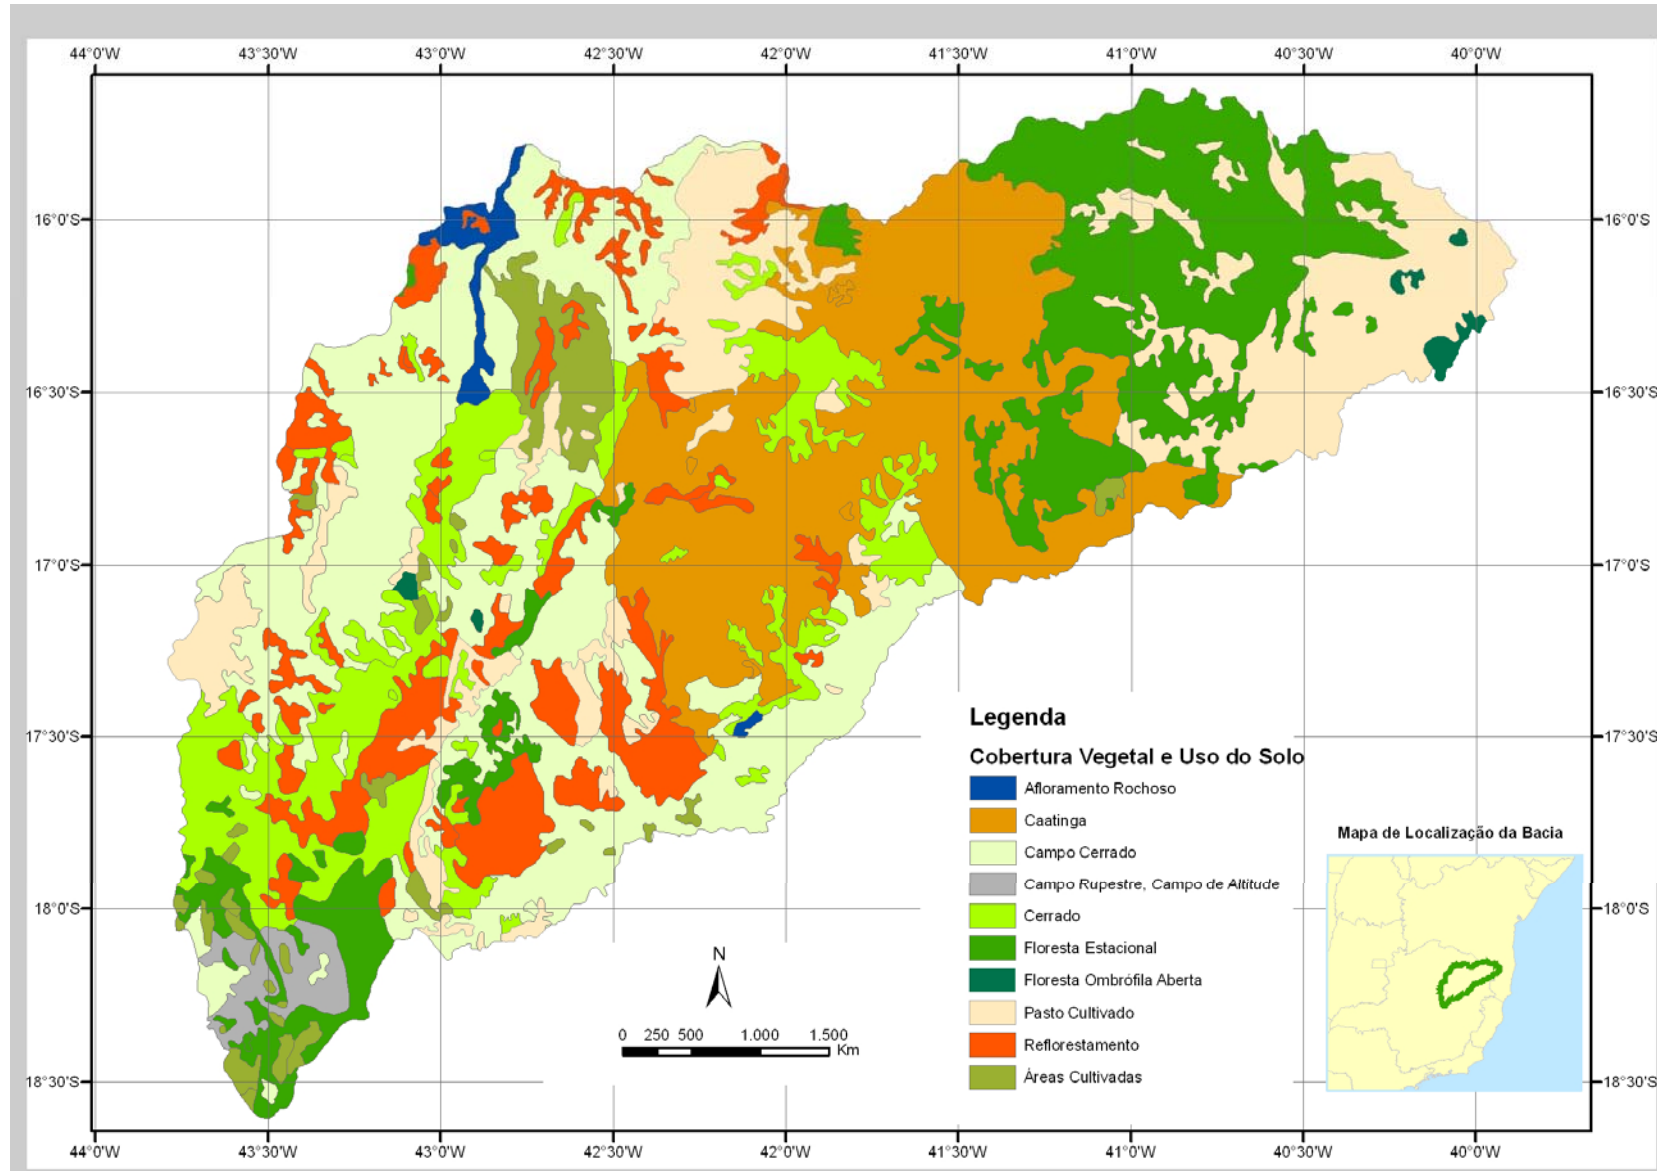 44°0'W 43°30'W 43°0'W 42°30'W 42°0'W 41°30'W 41°0'W 40°30'W 40°0'W
16°0'S 16°0'S
16°30'S 16°30'S
17°0'S 17°0'S
Legenda
17°30'S 17°30'S
Cobertura Vegetal e Uso do Solo
Afloramento Rochoso
Caatinga
Mapa de Localização da Bacia
Campo Cerrado
Campo Rupestre, Campo de Altitude
18°0'S 18°0'S
Cerrado
Floresta Estacional
N
Floresta Ombrófila Aberta
Pasto Cultivado
0 250 500 1.000 1.500
Km
Reflorestamento
Áreas Cultivadas
18°30'S 18°30'S
44°0'W 43°30'W 43°0'W 42°30'W 42°0'W 41°30'W 41°0'W 40°30'W 40°0'W